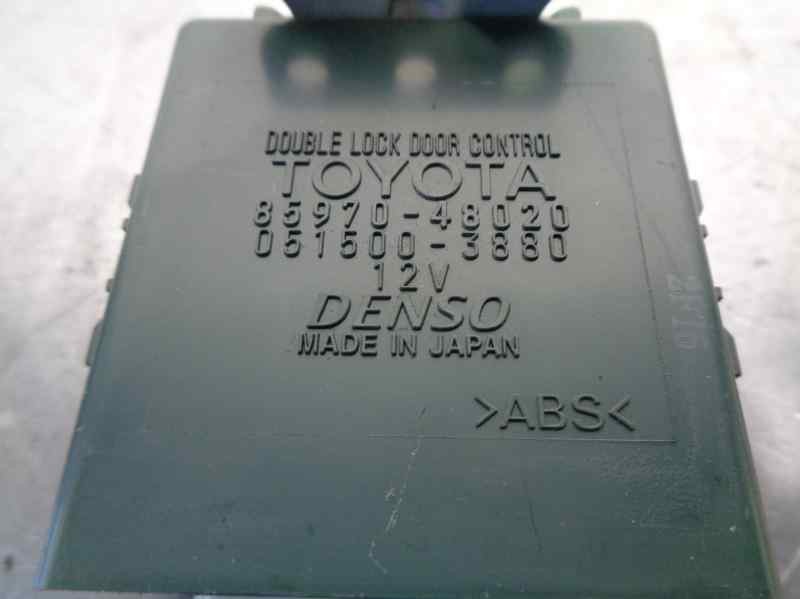 DOUBLE LOCK DOOR CONTROL
TOYOTA
85970-48020
051500-3880
12V
DENSO
MADE IN JAPAN
>ABS<